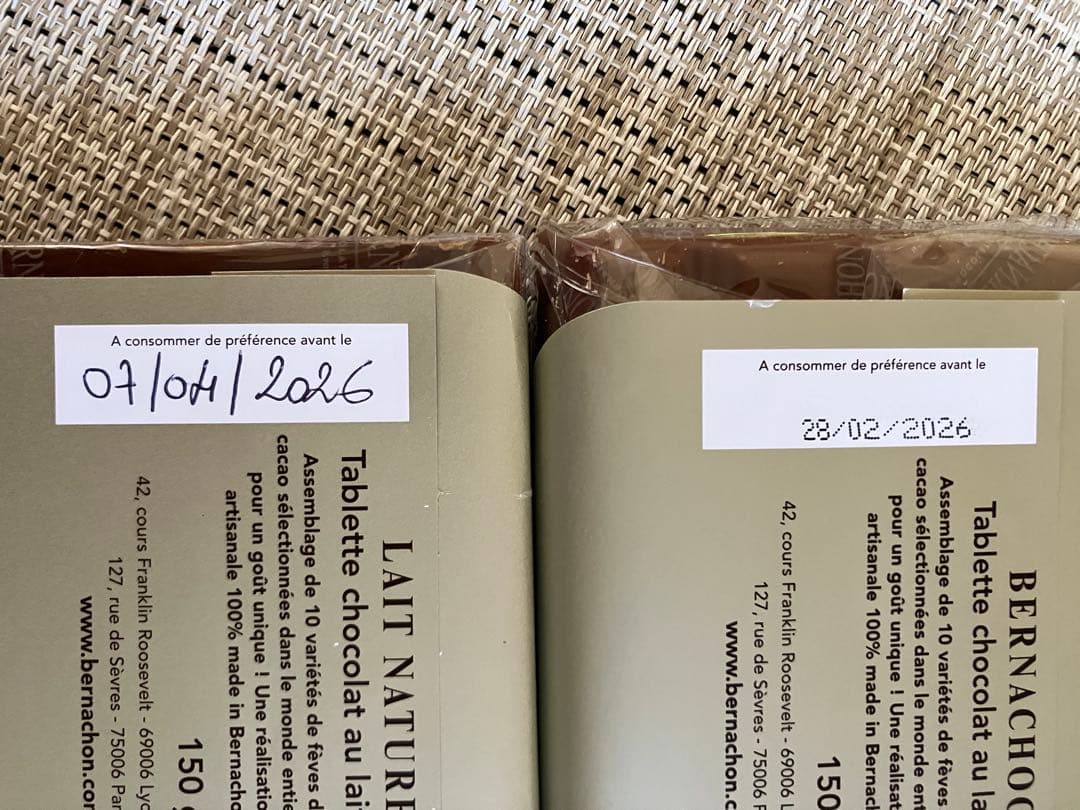 A consommer de préférence avant le
07/04/2026
LAIT NATURE
Tablette chocolat au lai
Assemblage de 10 variétés de fèves d
cacao sélectionnées dans le monde entie
pour un goût unique ! Une réalisatio
artisanale 100% made in Bernacho
42, cours Franklin Roosevelt - 69006 Lyo
127, rue de Sèvres - 75006 Par
www.bernachon.co
150 g
A consommer de préférence avant le
28/02/2026
BERNACHO
Tablette chocolat au la
Assemblage de 10 variétés de fèves
cacao sélectionnées dans le monde en
pour un goût unique ! Une réalisa
artisanale 100% made in Bernac
42, cours Franklin Roosevelt - 69006 L
127, rue de Sèvres - 75006 P
www.bernachon.c
150